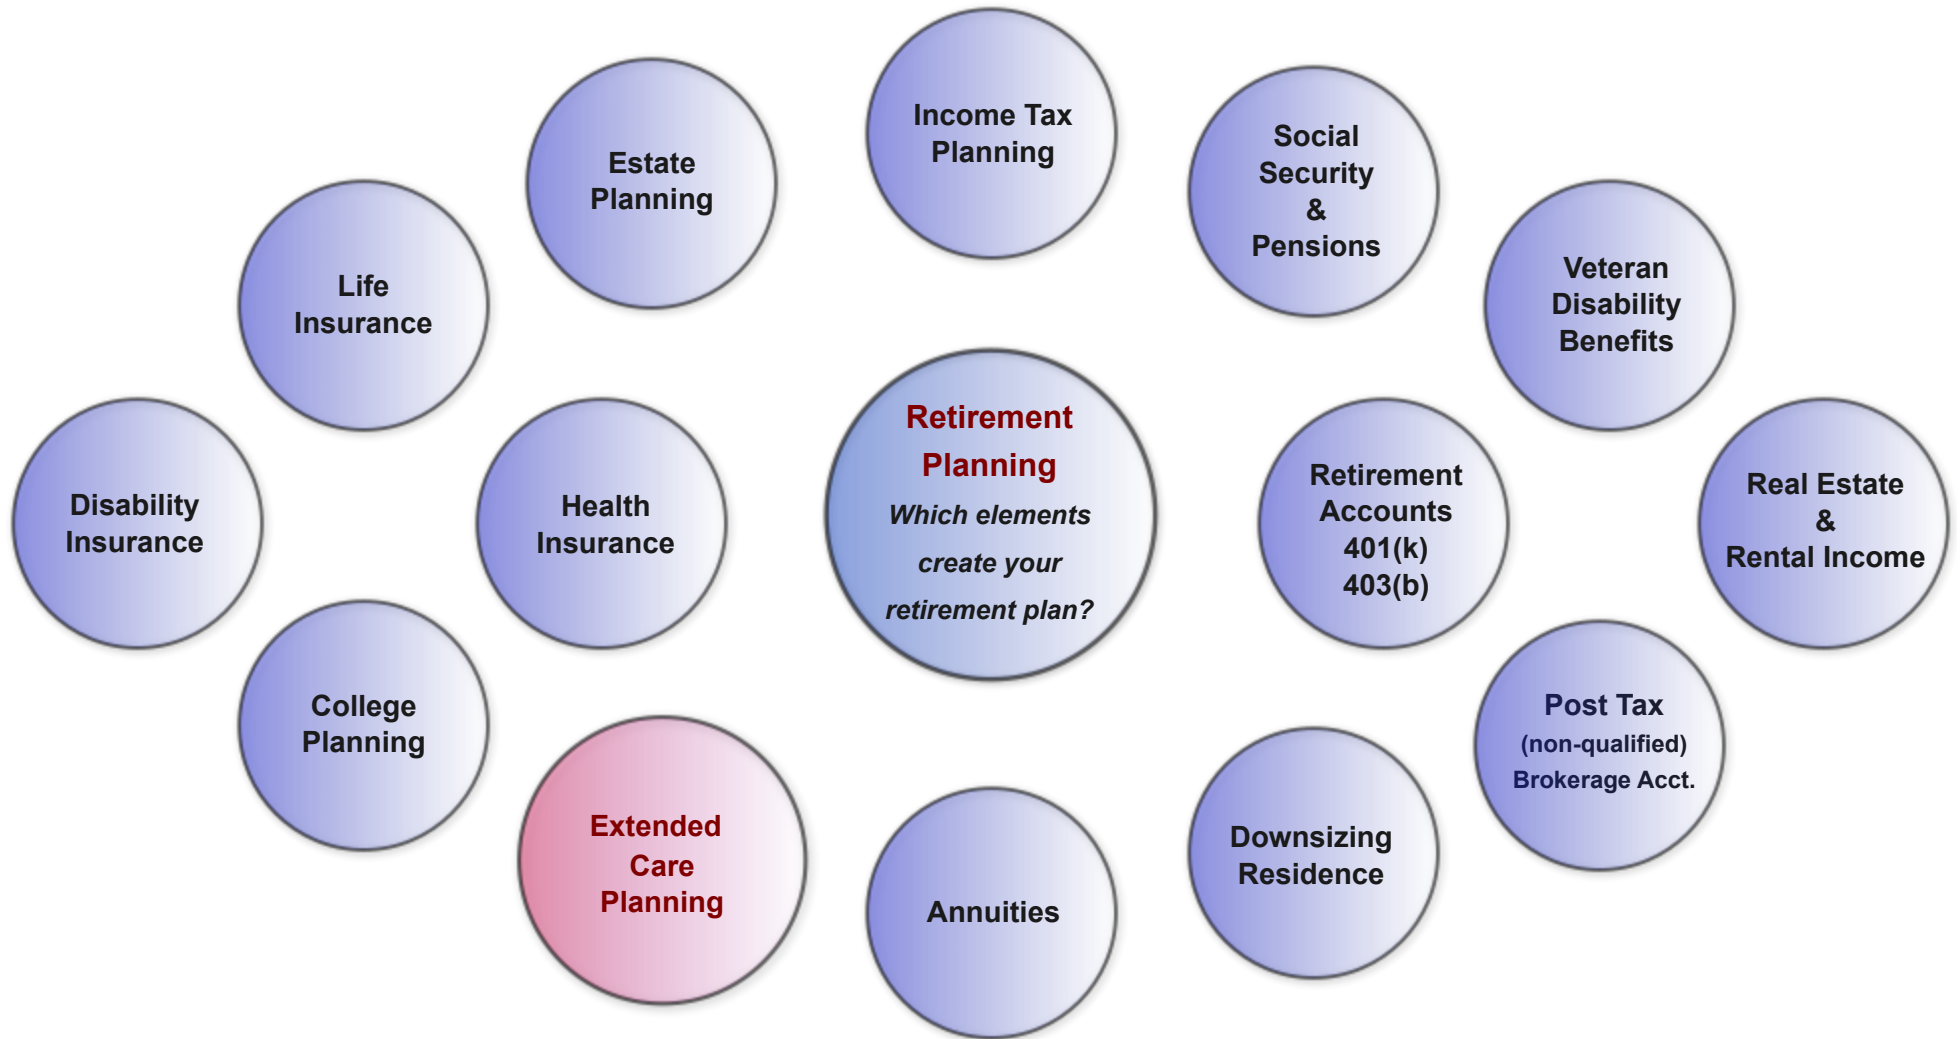 Income Tax
Planning
Estate
Planning
Social
Security
&
Pensions
Life
Insurance
Veteran
Disability
Benefits
Disability
Insurance
Health
Insurance
Retirement
Planning
Which elements
create your
retirement plan?
Retirement
Accounts
401(k)
403(b)
Real Estate
&
Rental Income
College
Planning
Post Tax
(non-qualified)
Brokerage Acct.
Extended
Care
Planning
Annuities
Downsizing
Residence